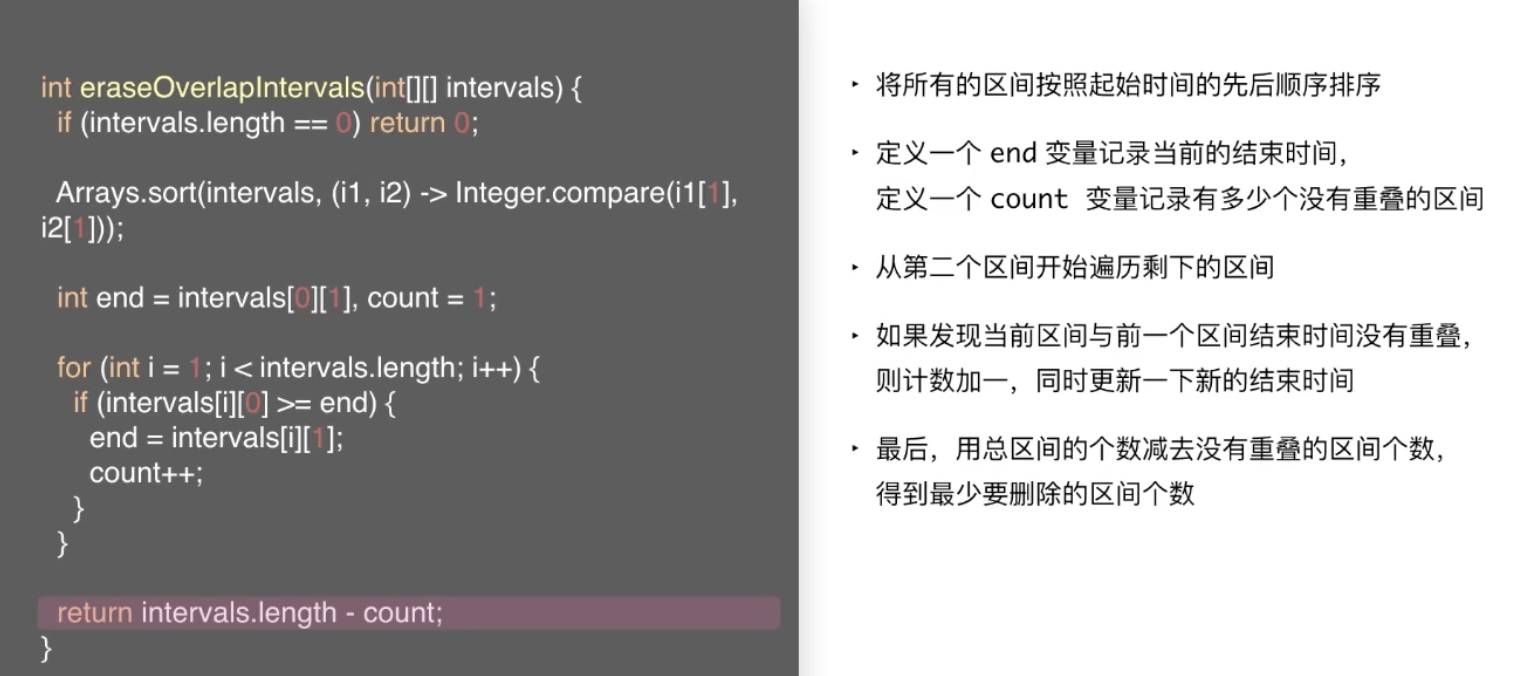 int eraseOverlapIntervals(int[][] intervals) {
if (intervals.length == 0) return 0;
Arrays.sort(intervals, (i1, i2) -> Integer.compare(i1[1],
i2[1]));
int end = intervals[0][1], count = 1;
for (int i = 1; i < intervals.length; i++) {
if (intervals[i][0] >= end) {
end = intervals[i][1];
count++;
}
}
return intervals.length - count;
}
‣ 将所有的区间按照起始时间的先后顺序排序
‣ 定义一个 end 变量记录当前的结束时间，
定义一个 count 变量记录有多少个没有重叠的区间
‣ 从第二个区间开始遍历剩下的区间
‣ 如果发现当前区间与前一个区间结束时间没有重叠，
则计数加一，同时更新一下新的结束时间
‣ 最后，用总区间的个数减去没有重叠的区间个数，
得到最少要删除的区间个数